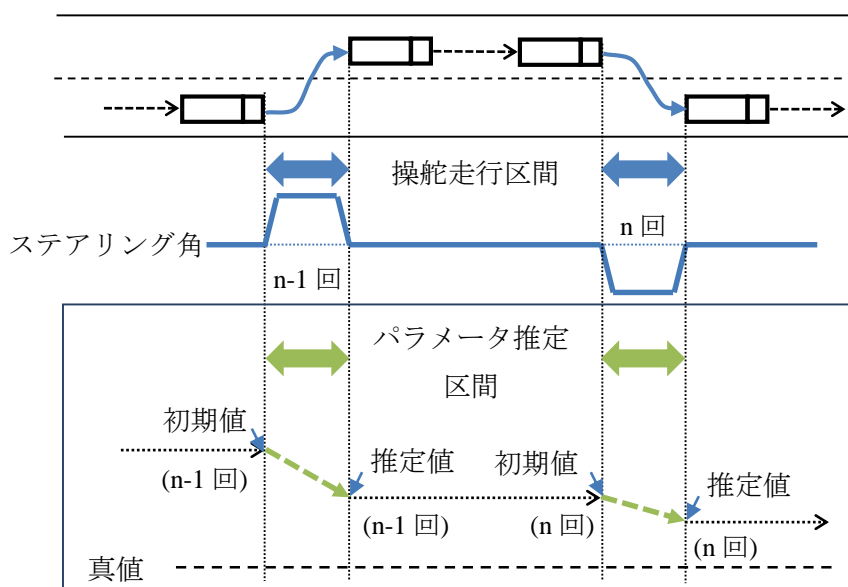 操舵走行区間
n 回
ステアリング角
n-1 回
パラメータ推定
区間
初期値
(n-1 回)
推定値
(n-1 回)
初期値
(n 回)
推定値
(n 回)
真値